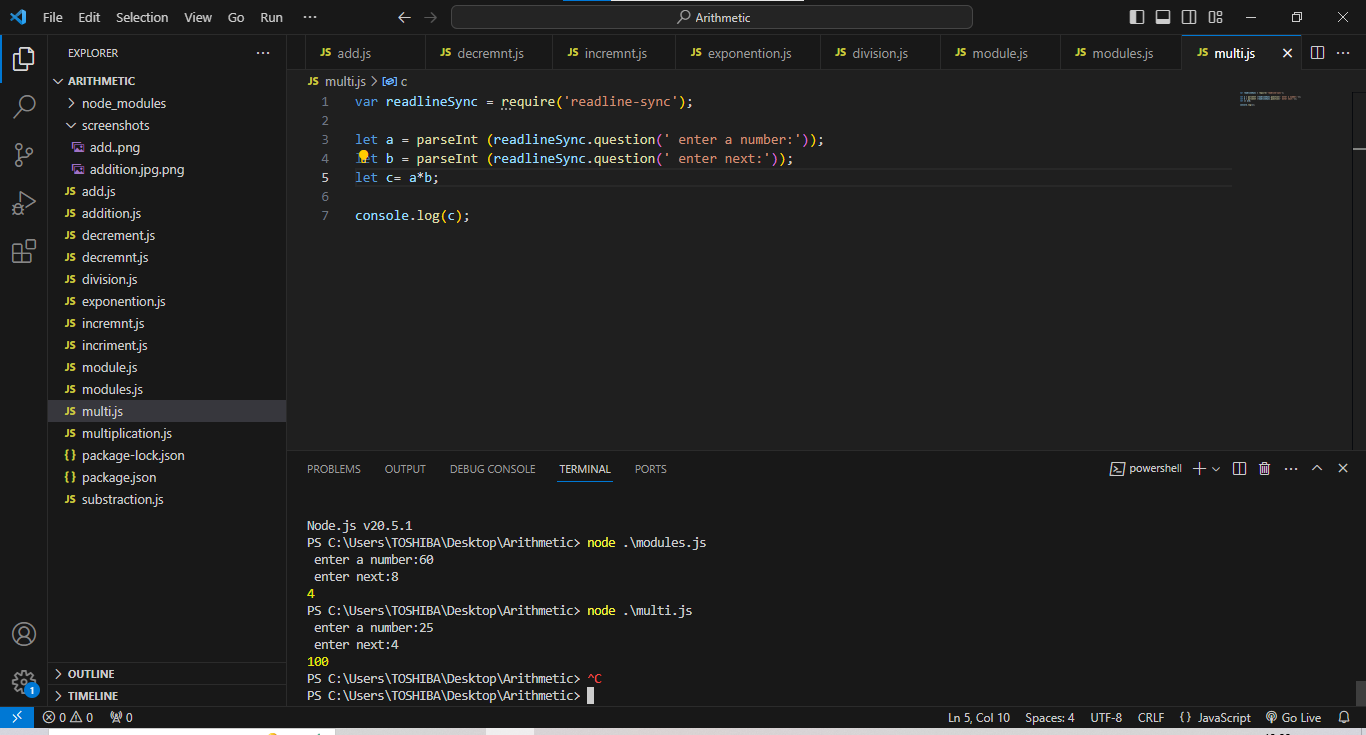 File Edit Selection View Go Run ··· Arithmetic
EXPLORER ···
ARITHMETIC
node_modules
screenshots
add..png
addition.jpg.png
JS add.js
JS addition.js
JS decrement.js
JS decremnt.js
JS division.js
JS exponention.js
JS incremnt.js
JS incriment.js
JS module.js
JS modules.js
JS multi.js
JS multiplication.js
{} package-lock.json
{} package.json
JS substraction.js
OUTLINE
TIMELINE
JS add.js JS decremnt.js JS incremnt.js JS exponention.js JS division.js JS module.js JS modules.js JS multi.js ···
JS multi.js > c
1 var readlineSync = require('readline-sync');
2
3 let a = parseInt (readlineSync.question(' enter a number:'));
4 let b = parseInt (readlineSync.question(' enter next:'));
5 let c= a*b;
6
7 console.log(c);
PROBLEMS OUTPUT DEBUG CONSOLE TERMINAL PORTS powershell ···
Node.js v20.5.1
PS C:\Users\TOSHIBA\Desktop\Arithmetic> node .\modules.js
enter a number:60
enter next:8
4
PS C:\Users\TOSHIBA\Desktop\Arithmetic> node .\multi.js
enter a number:25
enter next:4
100
PS C:\Users\TOSHIBA\Desktop\Arithmetic> ^C
PS C:\Users\TOSHIBA\Desktop\Arithmetic>
1
0 0 0 Ln 5, Col 10 Spaces: 4 UTF-8 CRLF {} JavaScript Go Live